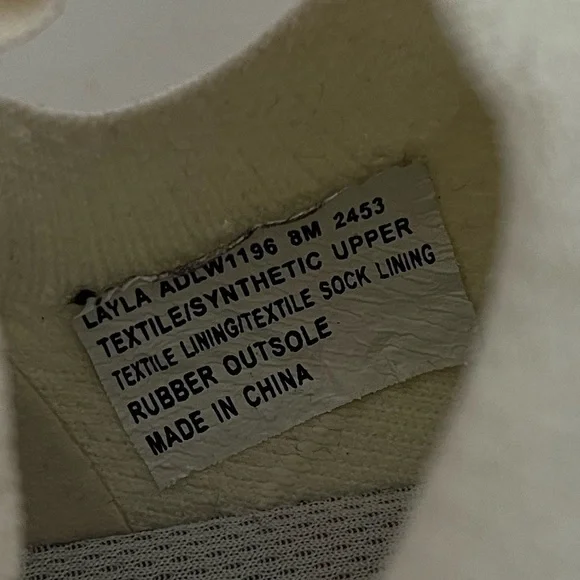 LAYLA ADLW1196 8M 2453
TEXTILE/SYNTHETIC UPPER
TEXTILE LINING/TEXTILE SOCK LINING
RUBBER OUTSOLE
MADE IN CHINA